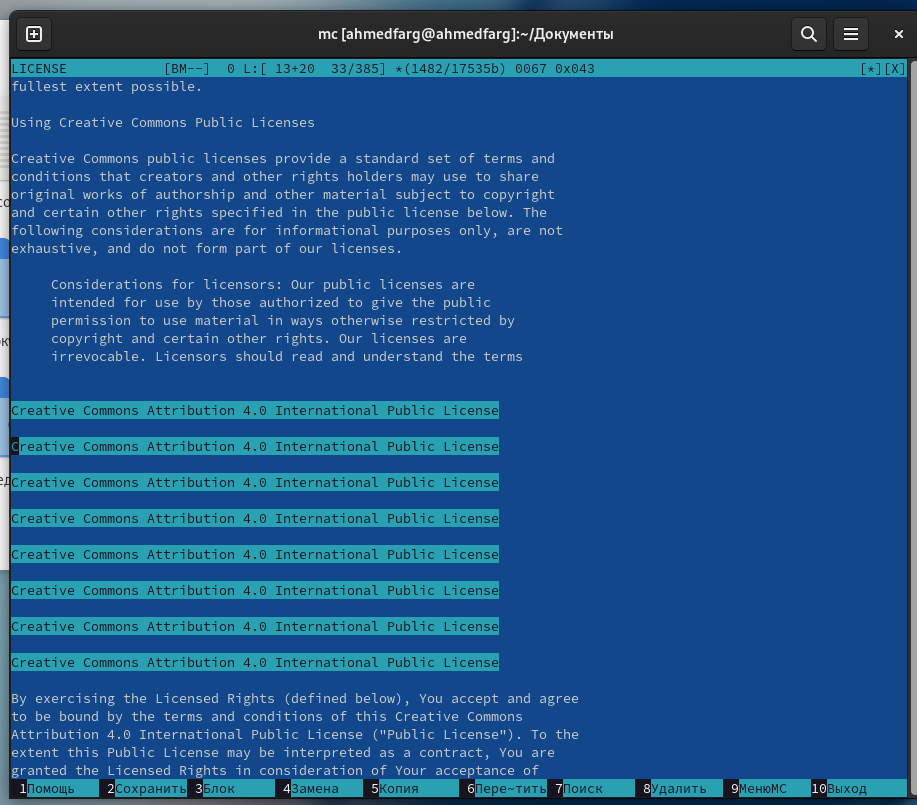 mc [ahmedfarg@ahmedfarg]:~/Документы
LICENSE [BM--] 0 L:[ 13+20 33/385] *(1482/17535b) 0067 0x043 [*][X]
fullest extent possible.
Using Creative Commons Public Licenses
Creative Commons public licenses provide a standard set of terms and
conditions that creators and other rights holders may use to share
original works of authorship and other material subject to copyright
and certain other rights specified in the public license below. The
following considerations are for informational purposes only, are not
exhaustive, and do not form part of our licenses.
Considerations for licensors: Our public licenses are
intended for use by those authorized to give the public
permission to use material in ways otherwise restricted by
copyright and certain other rights. Our licenses are
irrevocable. Licensors should read and understand the terms
Creative Commons Attribution 4.0 International Public License
Creative Commons Attribution 4.0 International Public License
Creative Commons Attribution 4.0 International Public License
Creative Commons Attribution 4.0 International Public License
Creative Commons Attribution 4.0 International Public License
Creative Commons Attribution 4.0 International Public License
Creative Commons Attribution 4.0 International Public License
Creative Commons Attribution 4.0 International Public License
By exercising the Licensed Rights (defined below), You accept and agree
to be bound by the terms and conditions of this Creative Commons
Attribution 4.0 International Public License ("Public License"). To the
extent this Public License may be interpreted as a contract, You are
granted the Licensed Rights in consideration of Your acceptance of
1Помощь 2Сохранить 3Блок 4Замена 5Копия 6Пере~тить 7Поиск 8Удалить 9МенюМС 10Выход